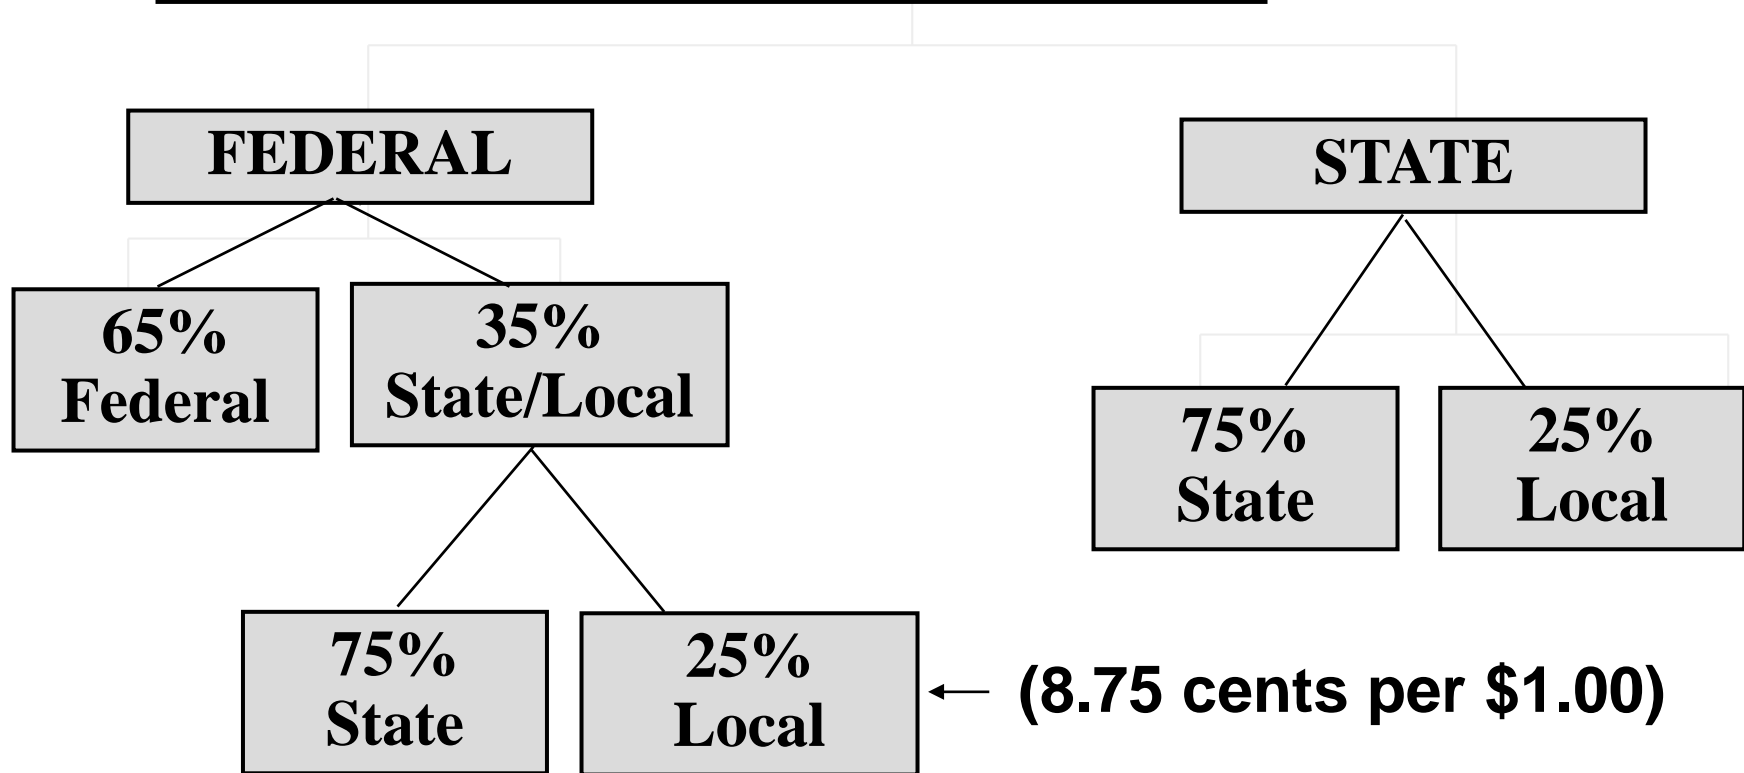 FEDERAL
STATE
65%
Federal
35%
State/Local
75%
State
25%
Local
75%
State
25%
Local
(8.75 cents per $1.00)